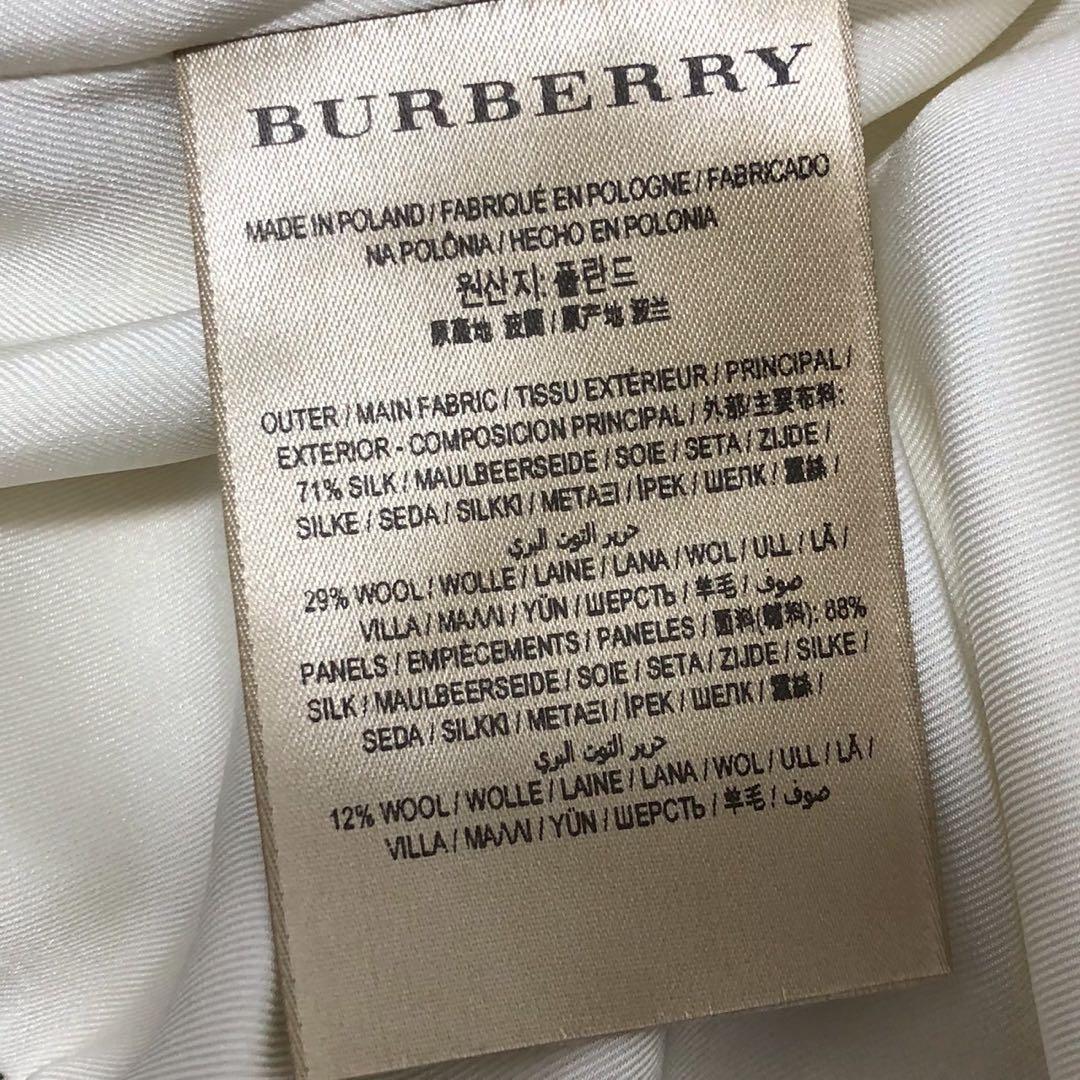 BURBERRY
MADE IN POLAND / FABRIQUÉ EN POLOGNE / FABRICADO
NA POLÔNIA / HECHO EN POLONIA
원산지: 폴란드
原產地 波蘭 / 原产地 波兰
OUTER / MAIN FABRIC / TISSU EXTÉRIEUR / PRINCIPAL /
EXTERIOR - COMPOSICION PRINCIPAL / 外部/主要布料:
71% SILK / MAULBEERSEIDE / SOIE / SETA / ZIJDE /
SILKE / SEDA / SILKKI / ΜΕΤΑΞΙ / İPEK / ШЕЛК / 蠶絲 /
حرير التوت البري
29% WOOL / WOLLE / LAINE / LANA / WOL / ULL / LÃ /
VILLA / ΜΑΛΛΙ / YÜN / ШЕРСТЬ / 羊毛 / صوف
PANELS / EMPIÈCEMENTS / PANELES / 面料(輔料): 88%
SILK / MAULBEERSEIDE / SOIE / SETA / ZIJDE / SILKE /
SEDA / SILKKI / ΜΕΤΑΞΙ / İPEK / ШЕЛК / 蠶絲 /
حرير التوت البري
12% WOOL / WOLLE / LAINE / LANA / WOL / ULL / LÃ /
VILLA / ΜΑΛΛΙ / YÜN / ШЕРСТЬ / 羊毛 / صوف